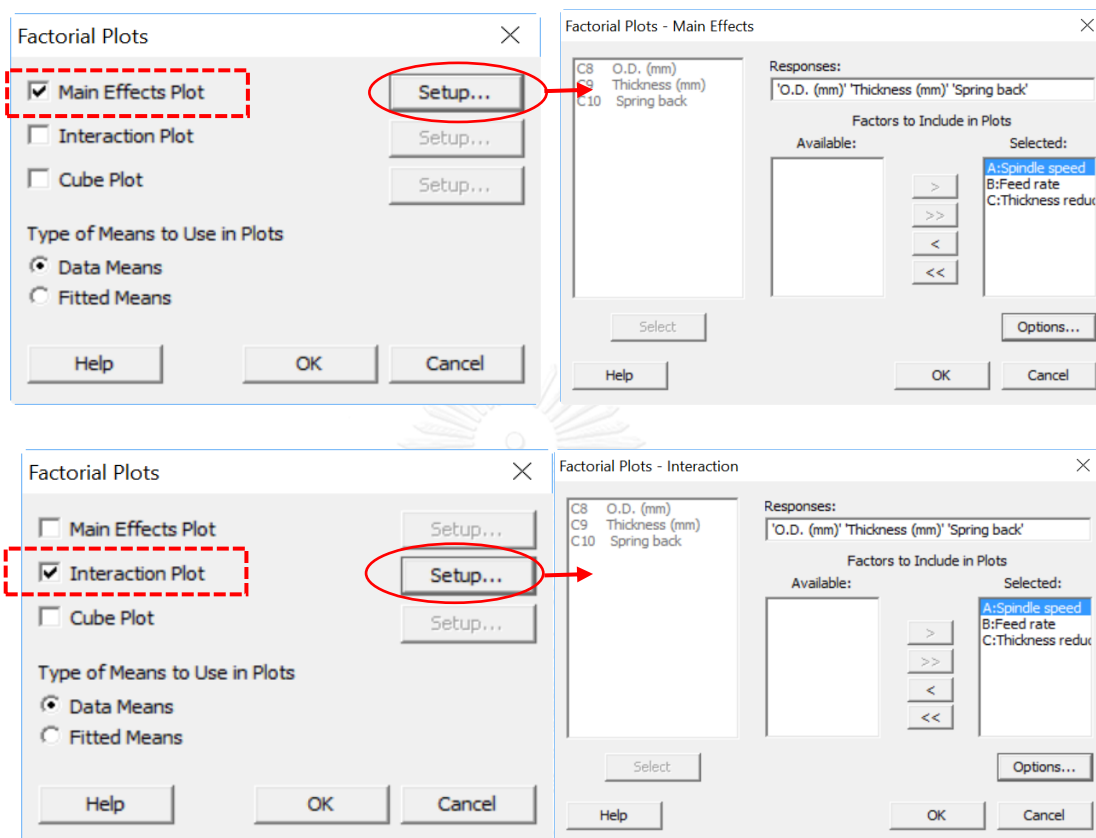 Factorial Plots
Main Effects Plot
Setup...
Interaction Plot
Setup...
Cube Plot
Setup...
Type of Means to Use in Plots
Data Means
Fitted Means
Help
OK
Cancel
Factorial Plots - Main Effects
C8 O.D. (mm)
C9 Thickness (mm)
C10 Spring back
Responses:
'O.D. (mm)' 'Thickness (mm)' 'Spring back'
Factors to Include in Plots
Available:
Selected:
A:Spindle speed
B:Feed rate
C:Thickness reduc
>
>>
<
<<
Select
Options...
Help
OK
Cancel
Factorial Plots
Main Effects Plot
Setup...
Interaction Plot
Setup...
Cube Plot
Setup...
Type of Means to Use in Plots
Data Means
Fitted Means
Help
OK
Cancel
Factorial Plots - Interaction
C8 O.D. (mm)
C9 Thickness (mm)
C10 Spring back
Responses:
'O.D. (mm)' 'Thickness (mm)' 'Spring back'
Factors to Include in Plots
Available:
Selected:
A:Spindle speed
B:Feed rate
C:Thickness reduc
>
>>
<
<<
Select
Options...
Help
OK
Cancel